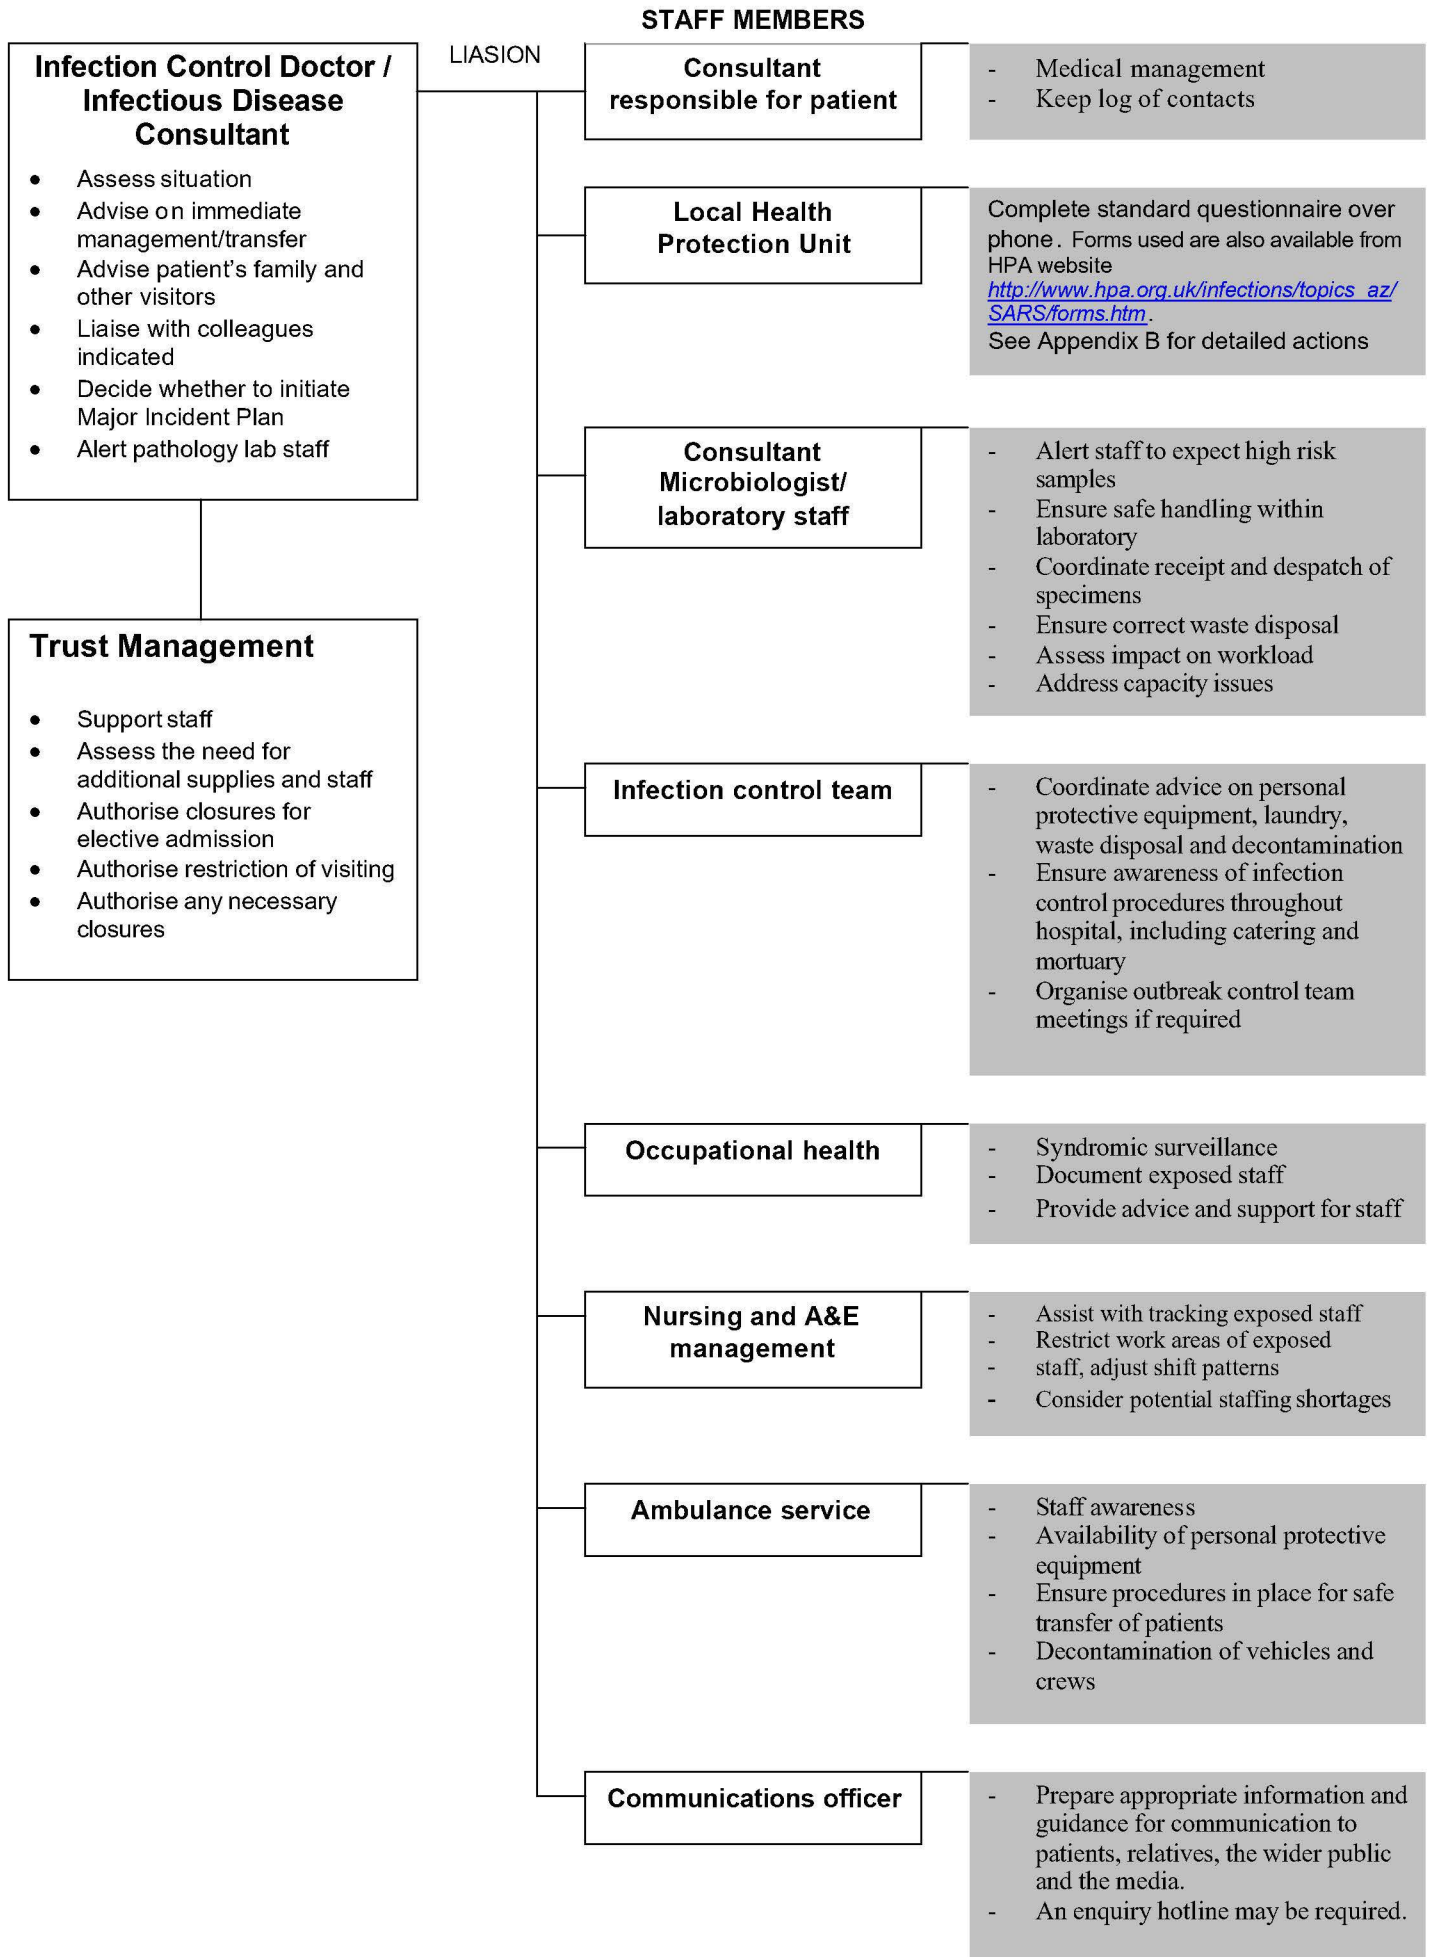 STAFF MEMBERS
LIASION
Infection Control Doctor /
Infectious Disease
Consultant
• Assess situation
• Advise on immediate
management/transfer
• Advise patient's family and
other visitors
• Liaise with colleagues
indicated
• Decide whether to initiate
Major Incident Plan
• Alert pathology lab staff
Trust Management
• Support staff
• Assess the need for
additional supplies and staff
• Authorise closures for
elective admission
• Authorise restriction of visiting
• Authorise any necessary
closures
Consultant
responsible for patient
- Medical management
- Keep log of contacts
Local Health
Protection Unit
Complete standard questionnaire over
phone. Forms used are also available from
HPA website
http://www.hpa.org.uk/infections/topics_az/
SARS/forms.htm.
See Appendix B for detailed actions
Consultant
Microbiologist/
laboratory staff
- Alert staff to expect high risk
samples
- Ensure safe handling within
laboratory
- Coordinate receipt and despatch of
specimens
- Ensure correct waste disposal
- Assess impact on workload
- Address capacity issues
Infection control team
- Coordinate advice on personal
protective equipment, laundry,
waste disposal and decontamination
- Ensure awareness of infection
control procedures throughout
hospital, including catering and
mortuary
- Organise outbreak control team
meetings if required
Occupational health
- Syndromic surveillance
- Document exposed staff
- Provide advice and support for staff
Nursing and A&E
management
- Assist with tracking exposed staff
- Restrict work areas of exposed
- staff, adjust shift patterns
- Consider potential staffing shortages
Ambulance service
- Staff awareness
- Availability of personal protective
equipment
- Ensure procedures in place for safe
transfer of patients
- Decontamination of vehicles and
crews
Communications officer
- Prepare appropriate information and
guidance for communication to
patients, relatives, the wider public
and the media.
- An enquiry hotline may be required.